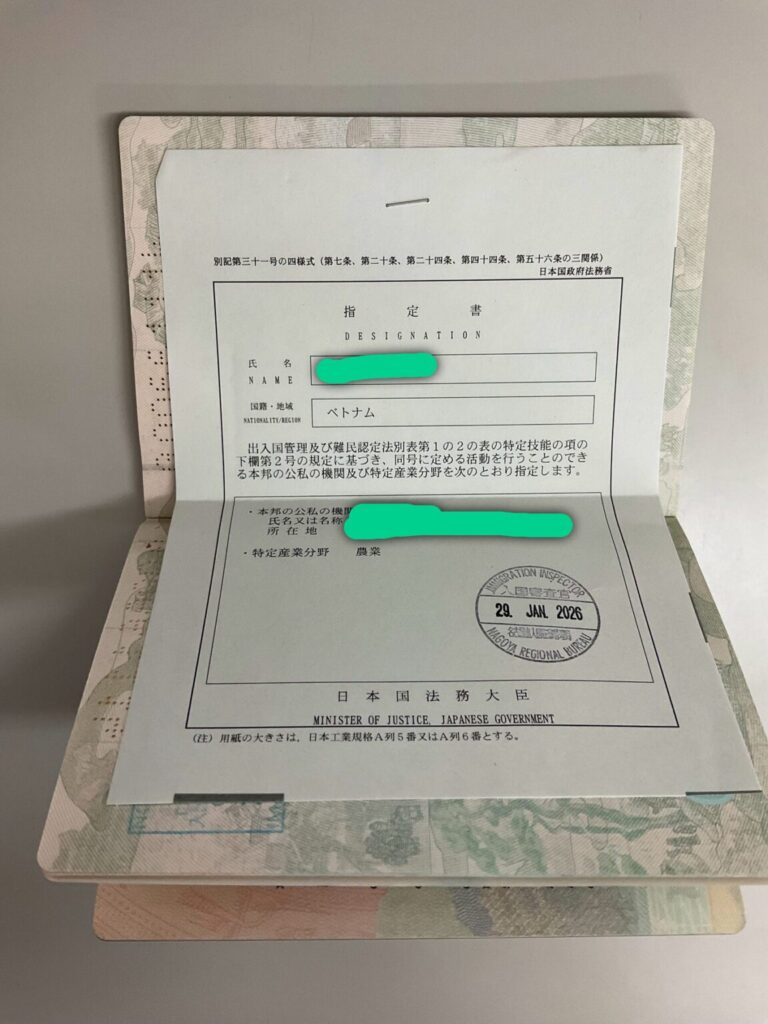 別記第三十一号の四様式（第七条、第二十条、第二十四条、第四十四条、第五十六条の三関係）
日本国政府法務省
指定書
DESIGNATION
氏名
NAME
国籍・地域
NATIONALITY/REGION
ベトナム
出入国管理及び難民認定法別表第１の２の表の特定技能の項の
下欄第２号の規定に基づき、同号に定める活動を行うことのでき
る本邦の公私の機関及び特定産業分野を次のとおり指定します。
・本邦の公私の機関
氏名又は名称
所在地
・特定産業分野　農業
IMMIGRATION INSPECTOR
入国審査官
29. JAN. 2026
NAGOYA REGIONAL BUREAU
日本国法務大臣
MINISTER OF JUSTICE, JAPANESE GOVERNMENT
（注）用紙の大きさは、日本工業規格Ａ列５番又はＡ列６番とする。